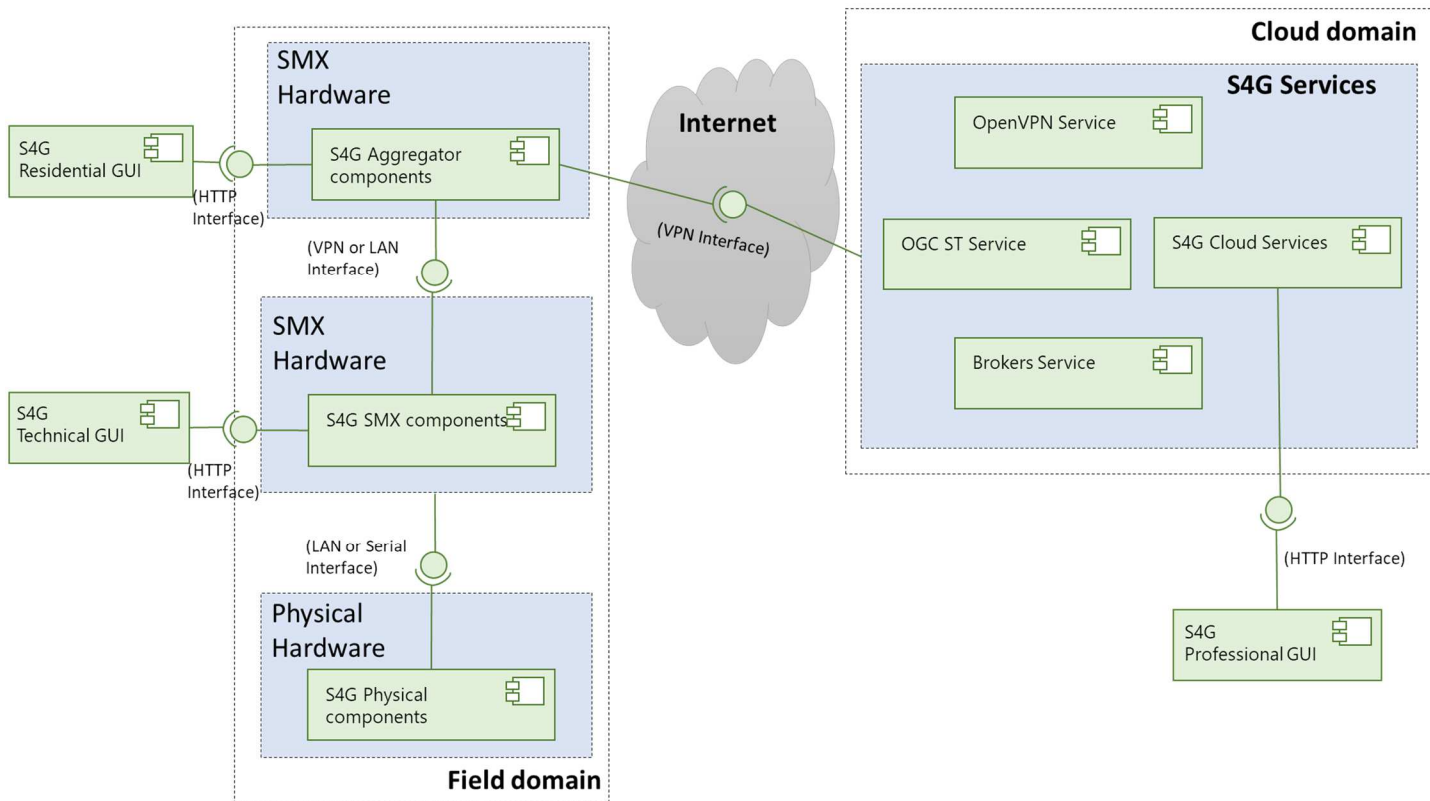 SMX
Hardware
S4G
Residential GUI
(HTTP
Interface)
S4G Aggregator
components
(VPN or LAN
Interface)
SMX
Hardware
S4G
Technical GUI
(HTTP
Interface)
S4G SMX components
(LAN or Serial
Interface)
Physical
Hardware
S4G Physical
components
Field domain
Internet
(VPN Interface)
Cloud domain
S4G Services
OpenVPN Service
OGC ST Service
S4G Cloud Services
Brokers Service
(HTTP Interface)
S4G
Professional GUI